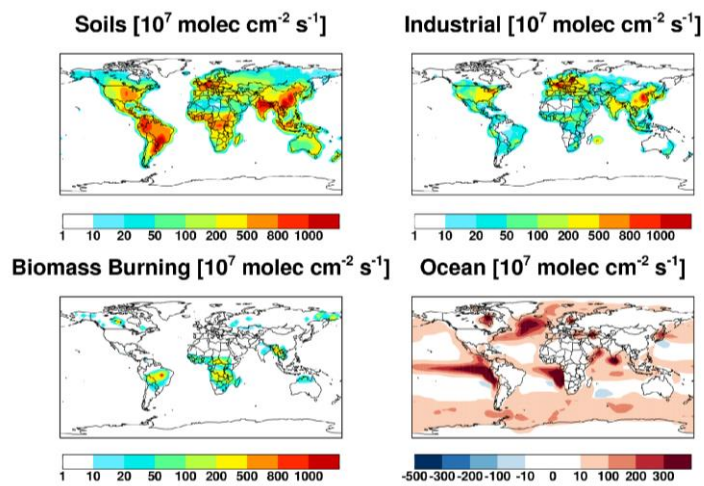 Soils [10⁷ molec cm⁻² s⁻¹]
Industrial [10⁷ molec cm⁻² s⁻¹]
1 10 20 50 100 200 500 800 1000
1 10 20 50 100 200 500 800 1000
Biomass Burning [10⁷ molec cm⁻² s⁻¹]
Ocean [10⁷ molec cm⁻² s⁻¹]
1 10 20 50 100 200 500 800 1000
-500 -300 -200 -100 -10 0 10 100 200 300